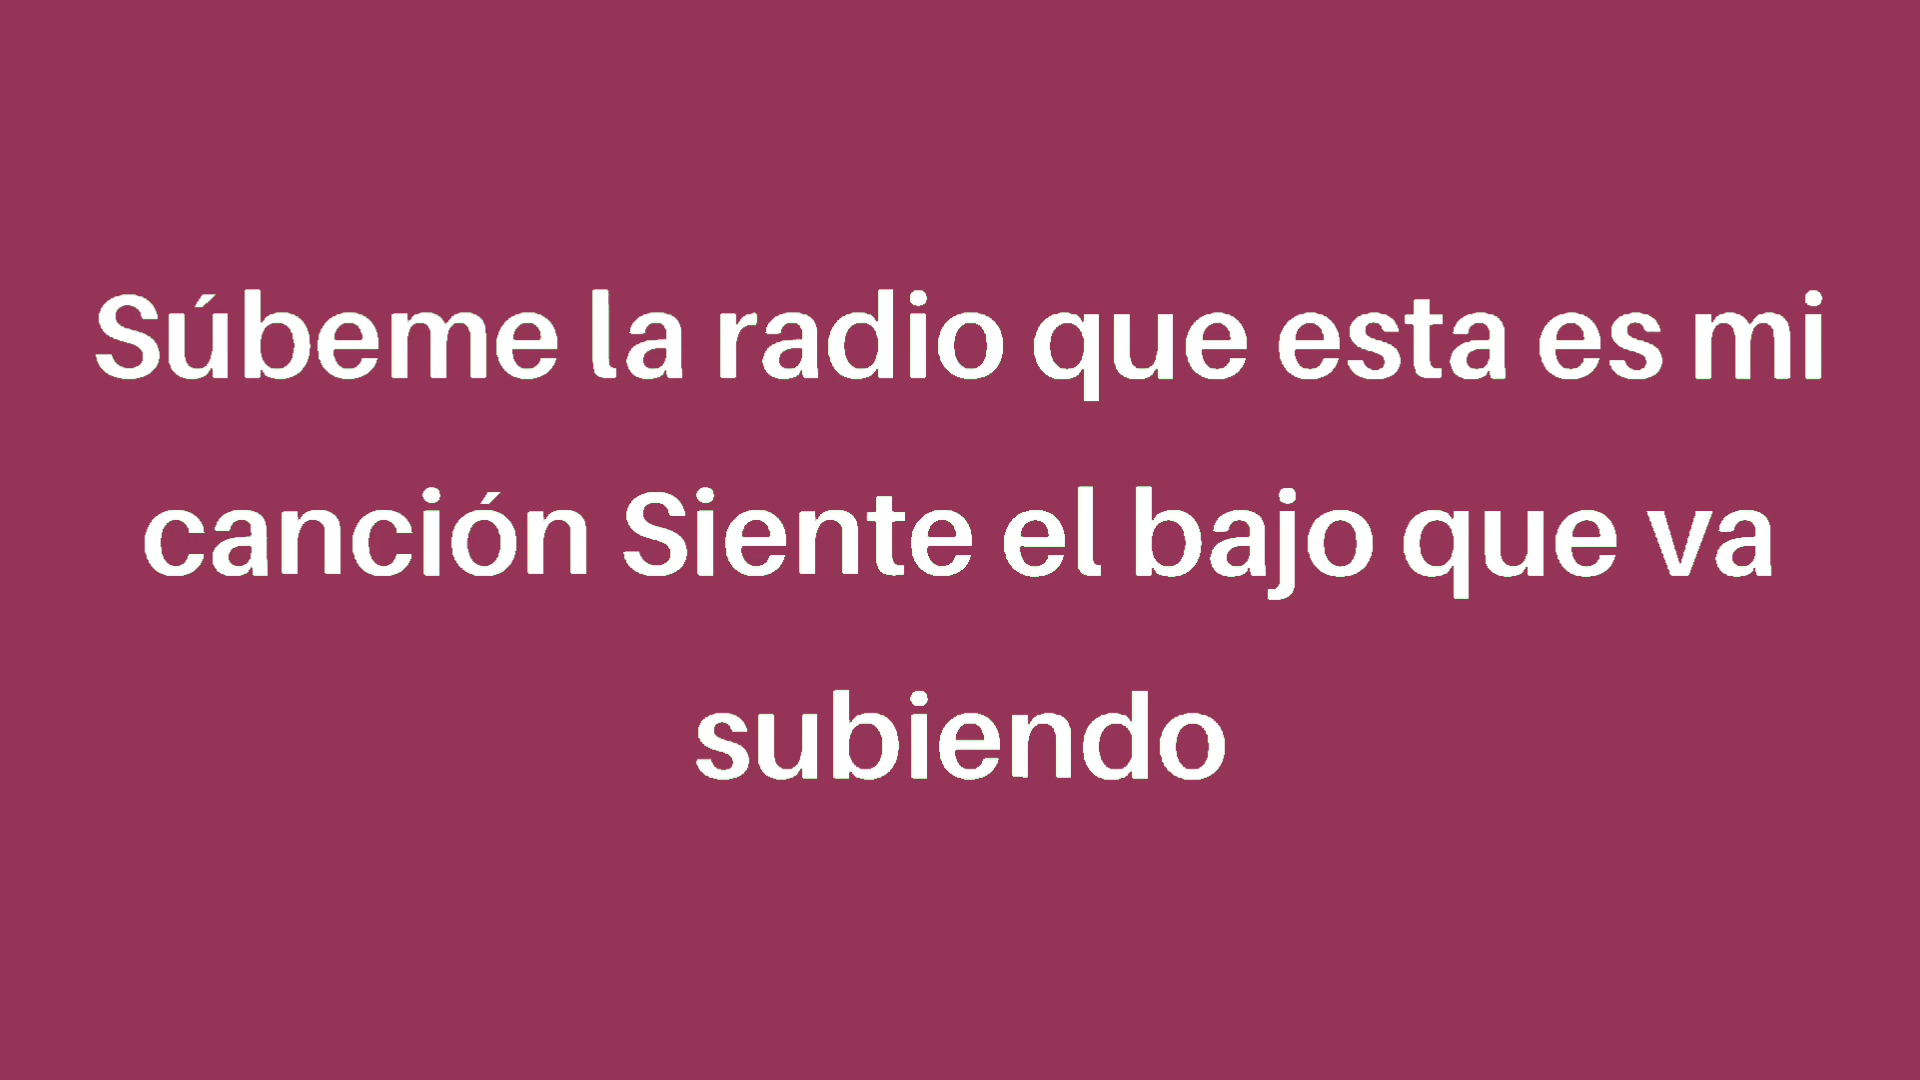 Súbeme la radio que esta es mi
canción Siente el bajo que va
subiendo